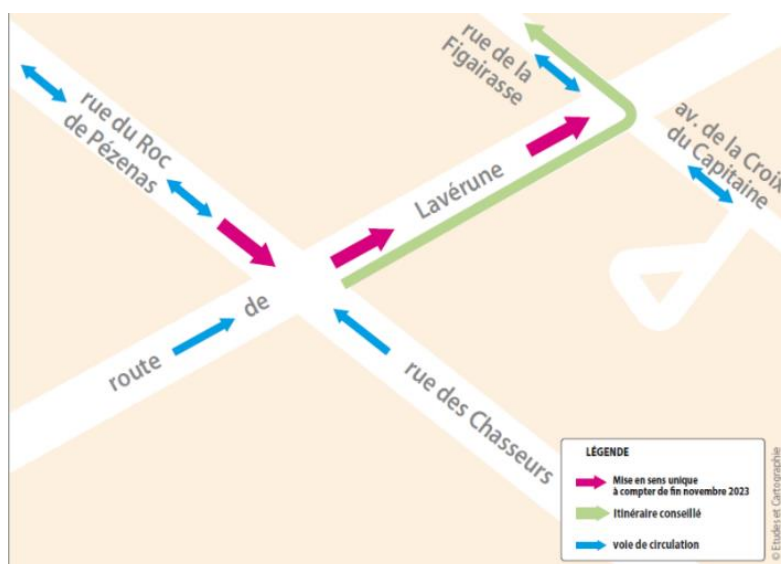 rue de la
Figairasse
rue du Roc
de Pézenas
av. de la Croix
du Capitaine
route de Lavérune
rue des Chasseurs
LÉGENDE
Mise en sens unique
à compter de fin novembre 2023
Itinéraire conseillé
voie de circulation
© Etudes et Cartographie